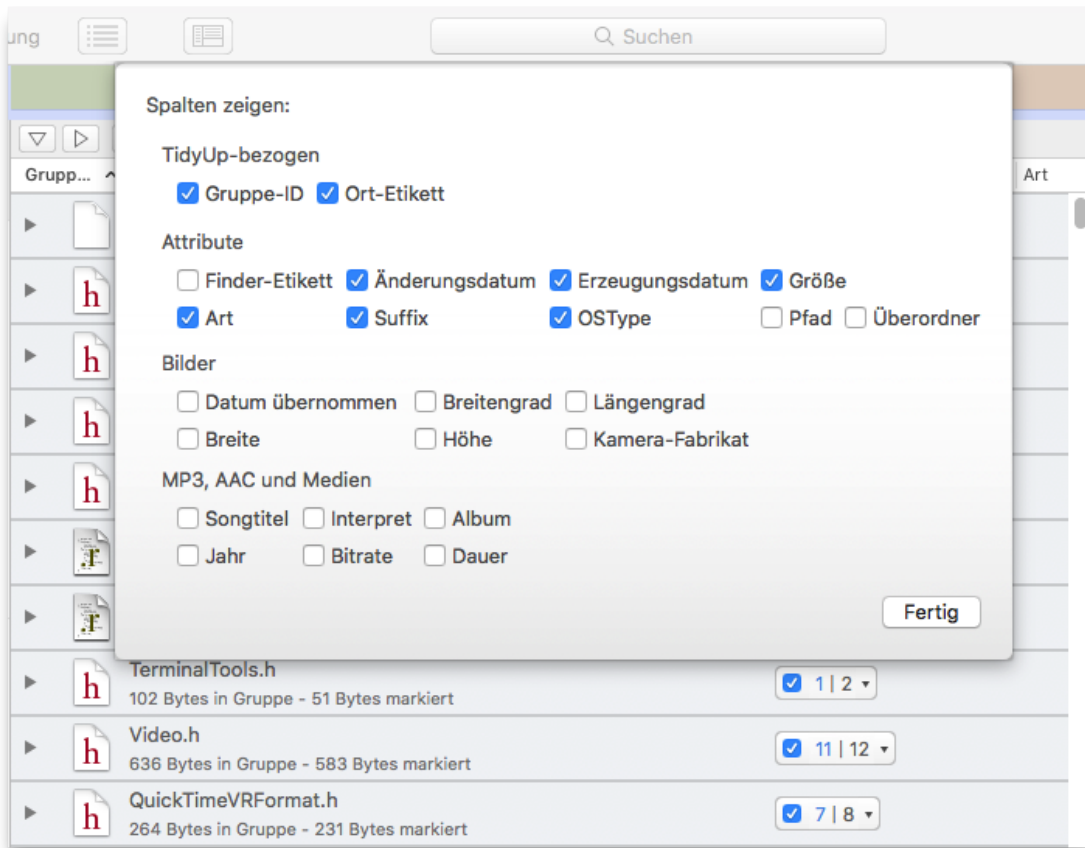 ung
Suchen
Spalten zeigen:
TidyUp-bezogen
Grupp...
Art
Gruppe-ID Ort-Etikett
Attribute
Finder-Etikett Änderungsdatum Erzeugungsdatum Größe
h
Art Suffix OSType Pfad Überordner
h
Bilder
Datum übernommen Breitengrad Längengrad
h
Breite Höhe Kamera-Fabrikat
MP3, AAC und Medien
h
Songtitel Interpret Album
Jahr Bitrate Dauer
r
Fertig
r
TerminalTools.h
h
1 | 2
102 Bytes in Gruppe - 51 Bytes markiert
Video.h
h
11 | 12
636 Bytes in Gruppe - 583 Bytes markiert
QuickTimeVRFormat.h
h
7 | 8
264 Bytes in Gruppe - 231 Bytes markiert